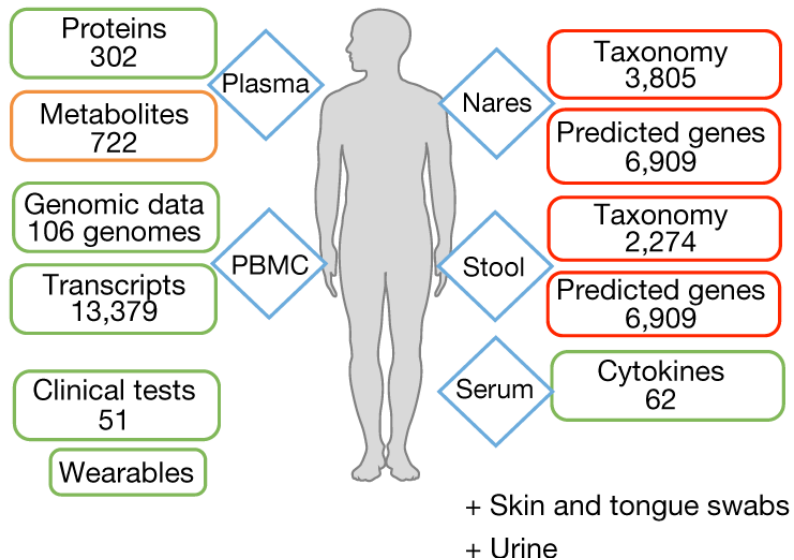 Proteins
302
Plasma
Metabolites
722
Genomic data
106 genomes
PBMC
Transcripts
13,379
Clinical tests
51
Wearables
Nares
Taxonomy
3,805
Predicted genes
6,909
Stool
Taxonomy
2,274
Predicted genes
6,909
Serum
Cytokines
62
+ Skin and tongue swabs
+ Urine